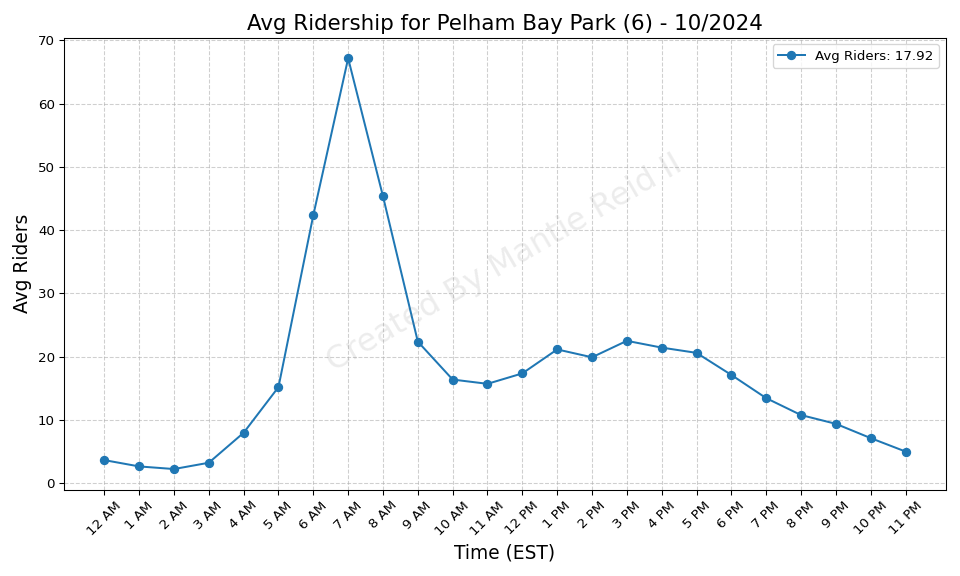 Avg Ridership for Pelham Bay Park (6) - 10/2024
Avg Riders: 17.92
Avg Riders
70
60
50
40
30
20
10
0
Created By Mantie Reid II
12 AM
1 AM
2 AM
3 AM
4 AM
5 AM
6 AM
7 AM
8 AM
9 AM
10 AM
11 AM
12 PM
1 PM
2 PM
3 PM
4 PM
5 PM
6 PM
7 PM
8 PM
9 PM
10 PM
11 PM
Time (EST)